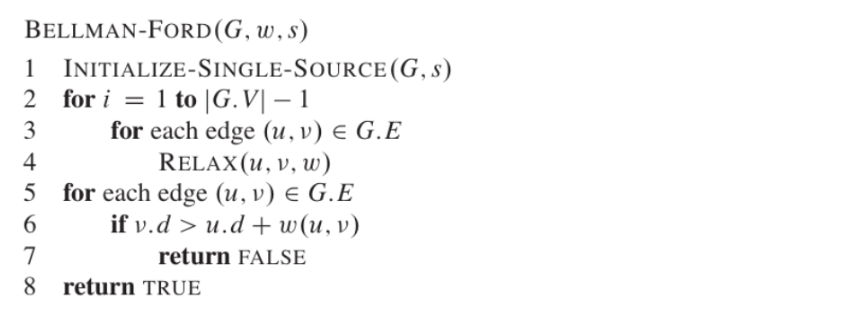 BELLMAN-FORD(G, w, s)
1 INITIALIZE-SINGLE-SOURCE(G, s)
2 for i = 1 to |G.V| − 1
3 for each edge (u, v) ∈ G.E
4 RELAX(u, v, w)
5 for each edge (u, v) ∈ G.E
6 if v.d > u.d + w(u, v)
7 return FALSE
8 return TRUE